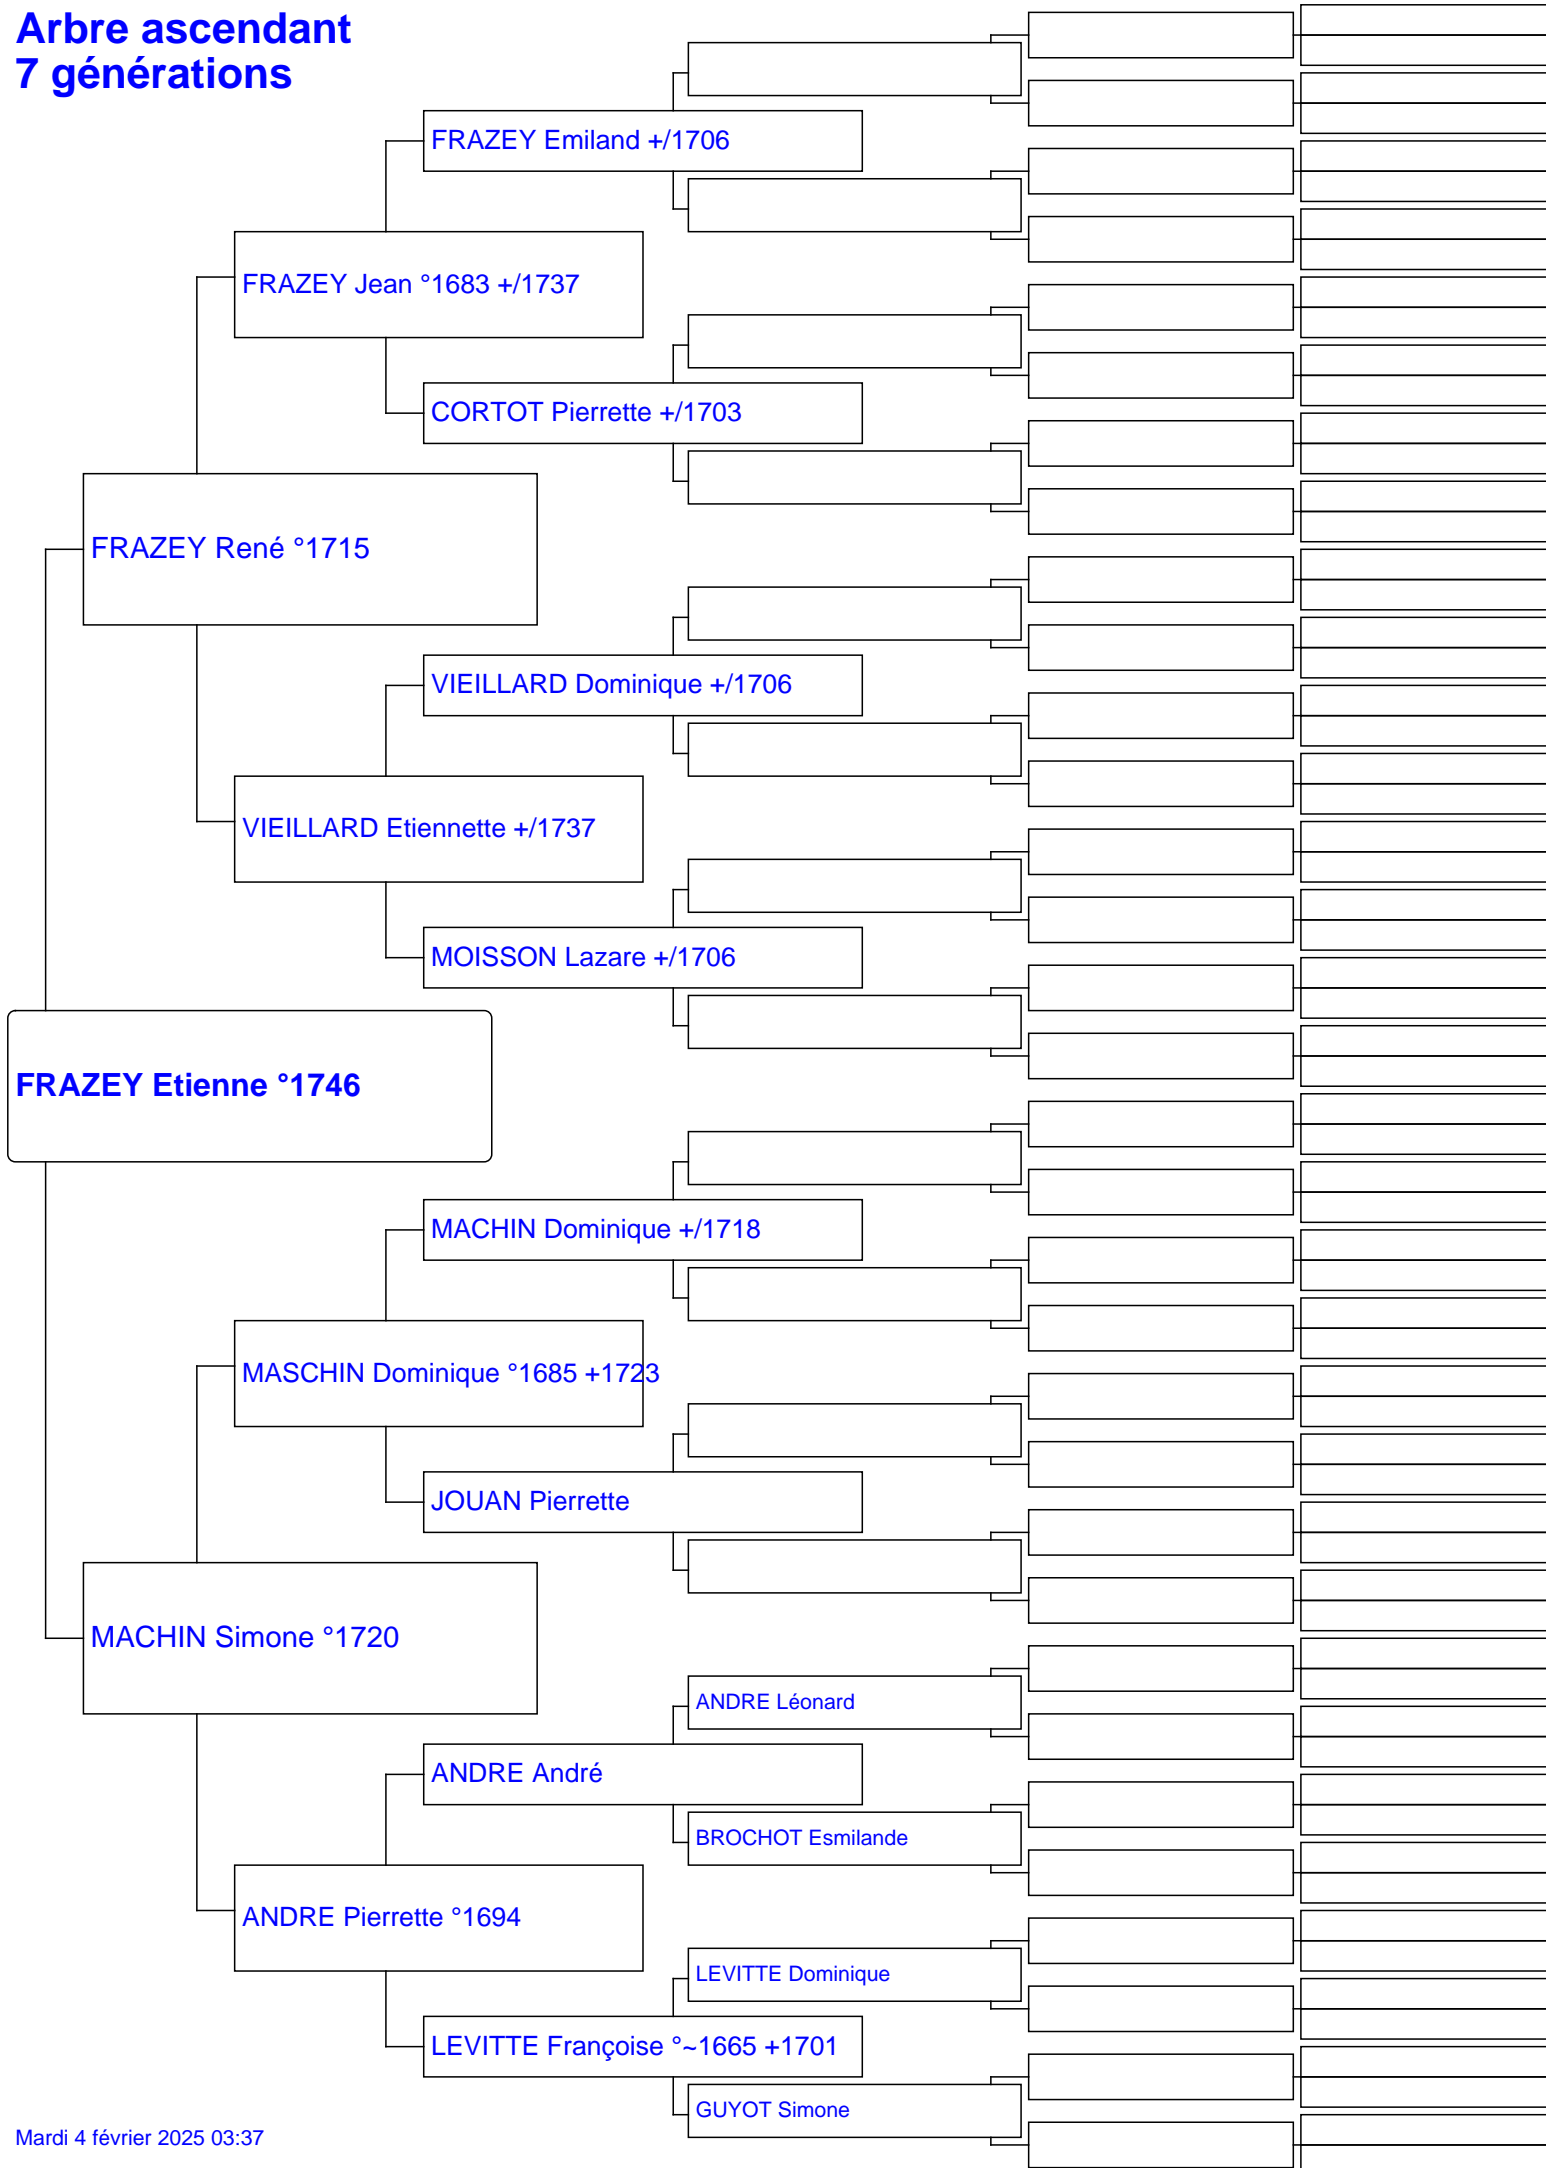 Arbre ascendant
7 générations
FRAZEY Emiland +/1706
FRAZEY Jean °1683 +/1737
CORTOT Pierrette +/1703
FRAZEY René °1715
VIEILLARD Dominique +/1706
VIEILLARD Etiennette +/1737
MOISSON Lazare +/1706
FRAZEY Etienne °1746
MACHIN Dominique +/1718
MASCHIN Dominique °1685 +1723
JOUAN Pierrette
MACHIN Simone °1720
ANDRE Léonard
ANDRE André
BROCHOT Esmilande
ANDRE Pierrette °1694
LEVITTE Dominique
LEVITTE Françoise °~1665 +1701
GUYOT Simone
Mardi 4 février 2025 03:37